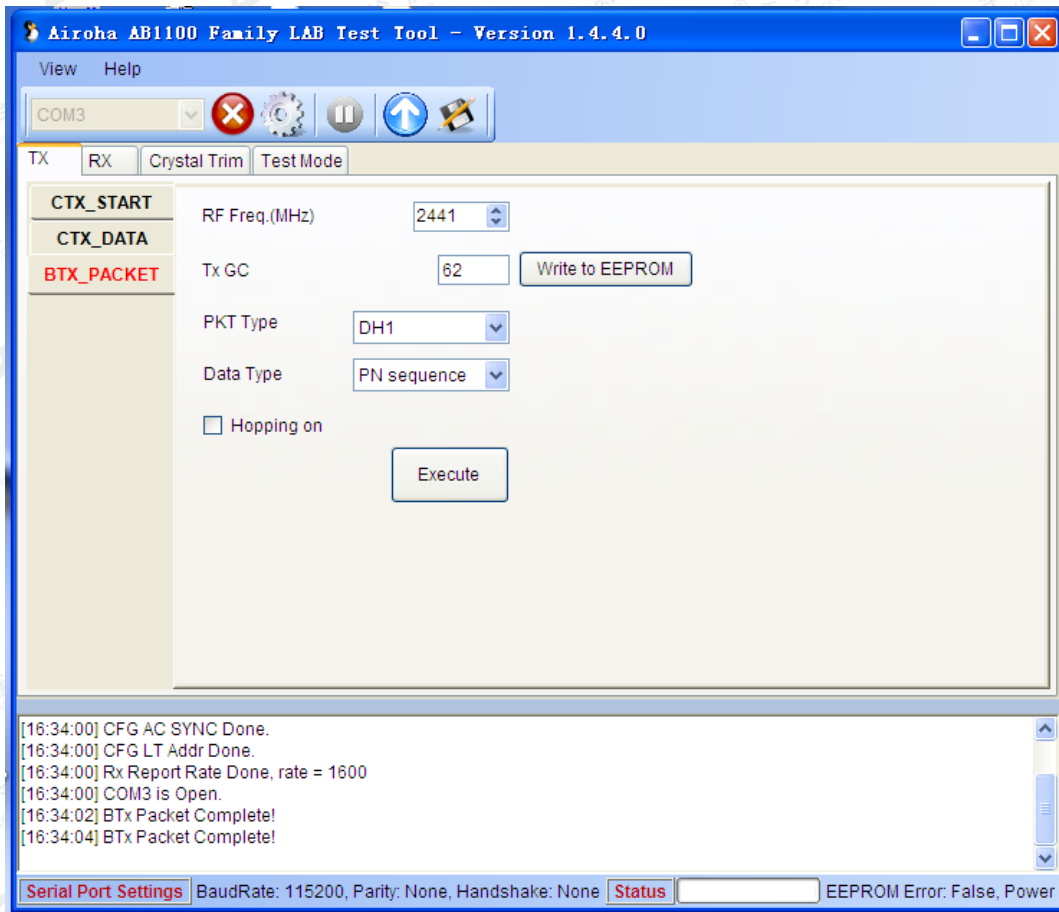 Airoha AB1100 Family LAB Test Tool - Version 1.4.4.0
View Help
COM3
TX RX Crystal Trim Test Mode
CTX_START
CTX_DATA
BTX_PACKET
RF Freq.(MHz) 2441
Tx GC 62 Write to EEPROM
PKT Type DH1
Data Type PN sequence
Hopping on
Execute
[16:34:00] CFG AC SYNC Done.
[16:34:00] CFG LT Addr Done.
[16:34:00] Rx Report Rate Done, rate = 1600
[16:34:00] COM3 is Open.
[16:34:02] BTx Packet Complete!
[16:34:04] BTx Packet Complete!
Serial Port Settings BaudRate: 115200, Parity: None, Handshake: None Status EEPROM Error: False, Power